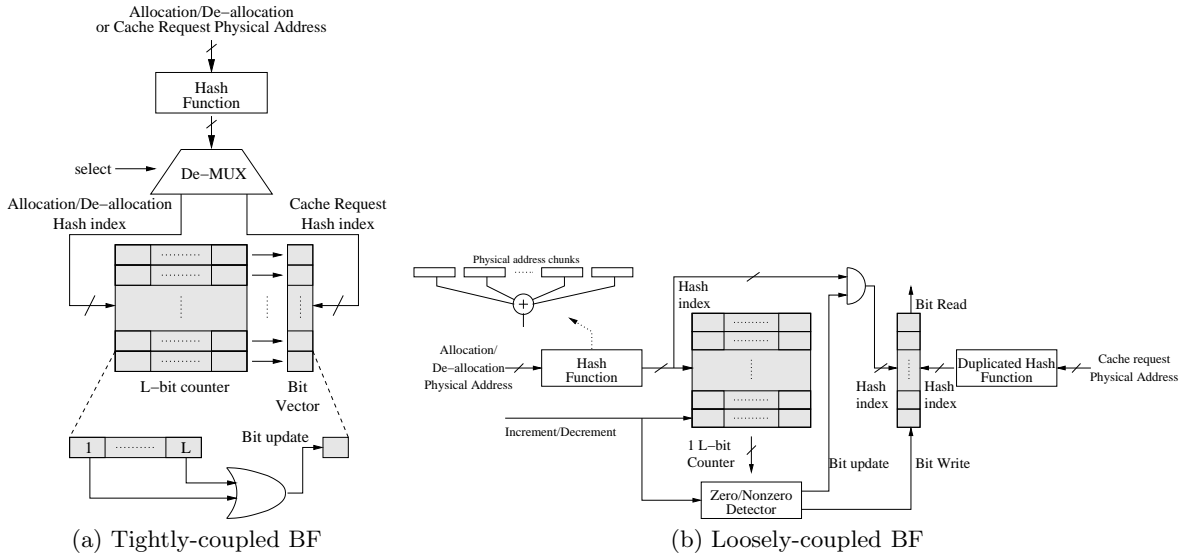 Allocation/De-allocation
or Cache Request Physical Address
Hash
Function
select
De-MUX
Allocation/De-allocation
Hash index
Cache Request
Hash index
L-bit counter
Bit
Vector
1
L
Bit update
(a) Tightly-coupled BF
Physical address chunks
+
Hash
index
Bit Read
Allocation/
De-allocation
Physical Address
Hash
Function
Hash
index
Hash
index
Duplicated Hash
Function
Cache request
Physical Address
Increment/Decrement
1 L-bit
Counter
Bit update
Bit Write
Zero/Nonzero
Detector
(b) Loosely-coupled BF